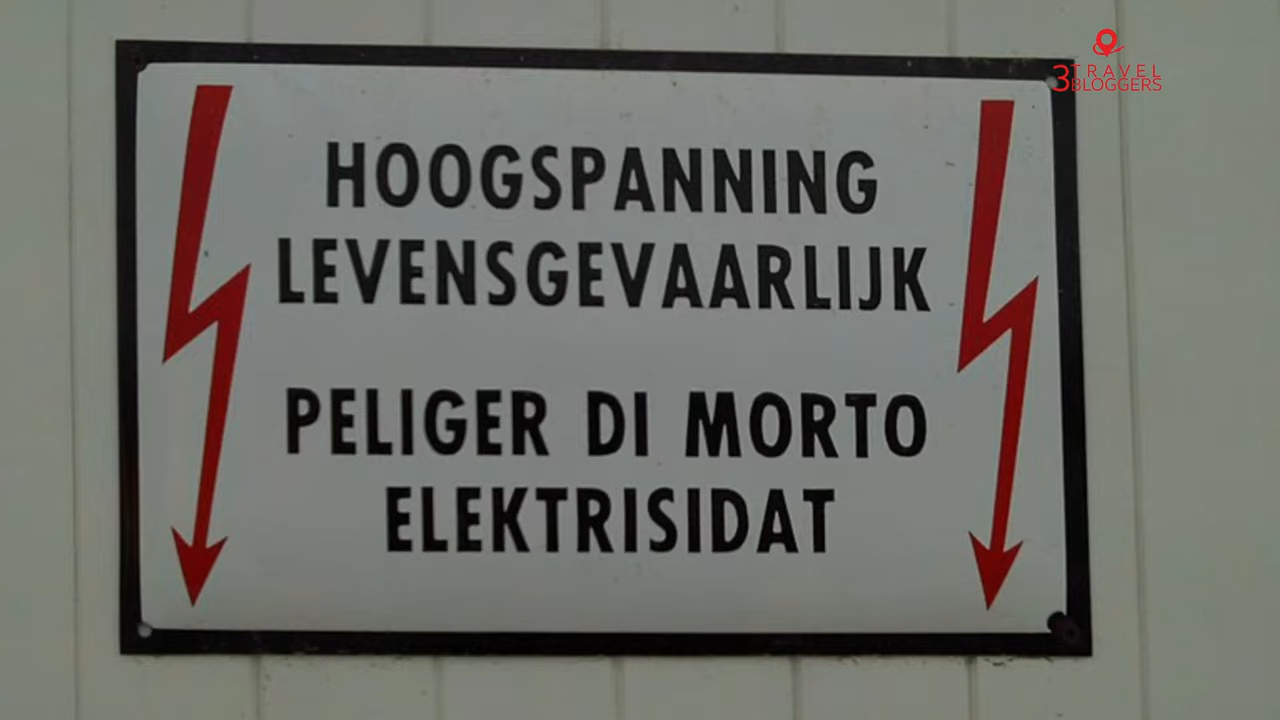 3 TRAVEL
BLOGGERS
HOOGSPANNING
LEVENSGEVAARLIJK
PELIGER DI MORTO
ELEKTRISIDAT